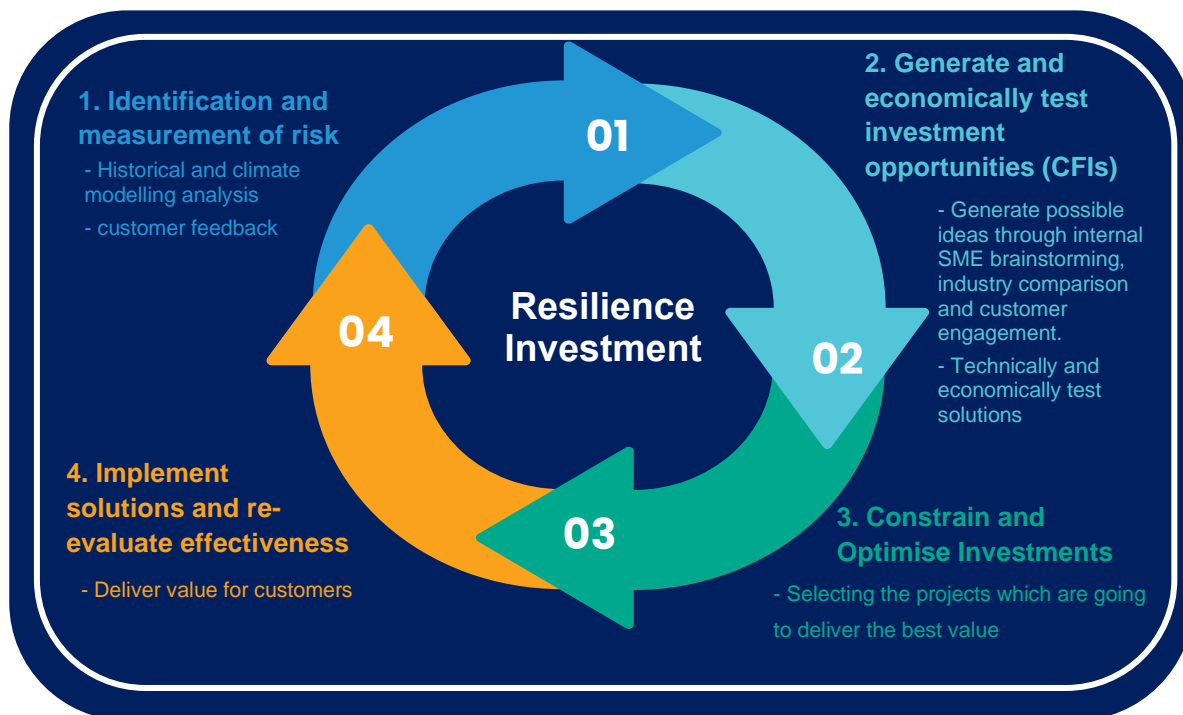 1. Identification and
measurement of risk
- Historical and climate
modelling analysis
- customer feedback
01
2. Generate and
economically test
investment
opportunities (CFIs)
- Generate possible
ideas through internal
SME brainstorming,
industry comparison
and customer
engagement.
- Technically and
economically test
solutions
02
Resilience
Investment
3. Constrain and
Optimise Investments
- Selecting the projects which are going
to deliver the best value
03
4. Implement
solutions and re-
evaluate effectiveness
- Deliver value for customers
04